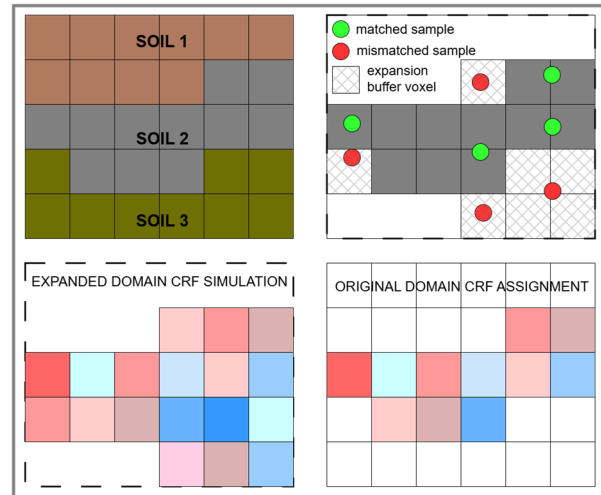 SOIL 1
SOIL 2
SOIL 3
matched sample
mismatched sample
expansion
buffer voxel
EXPANDED DOMAIN CRF SIMULATION
ORIGINAL DOMAIN CRF ASSIGNMENT